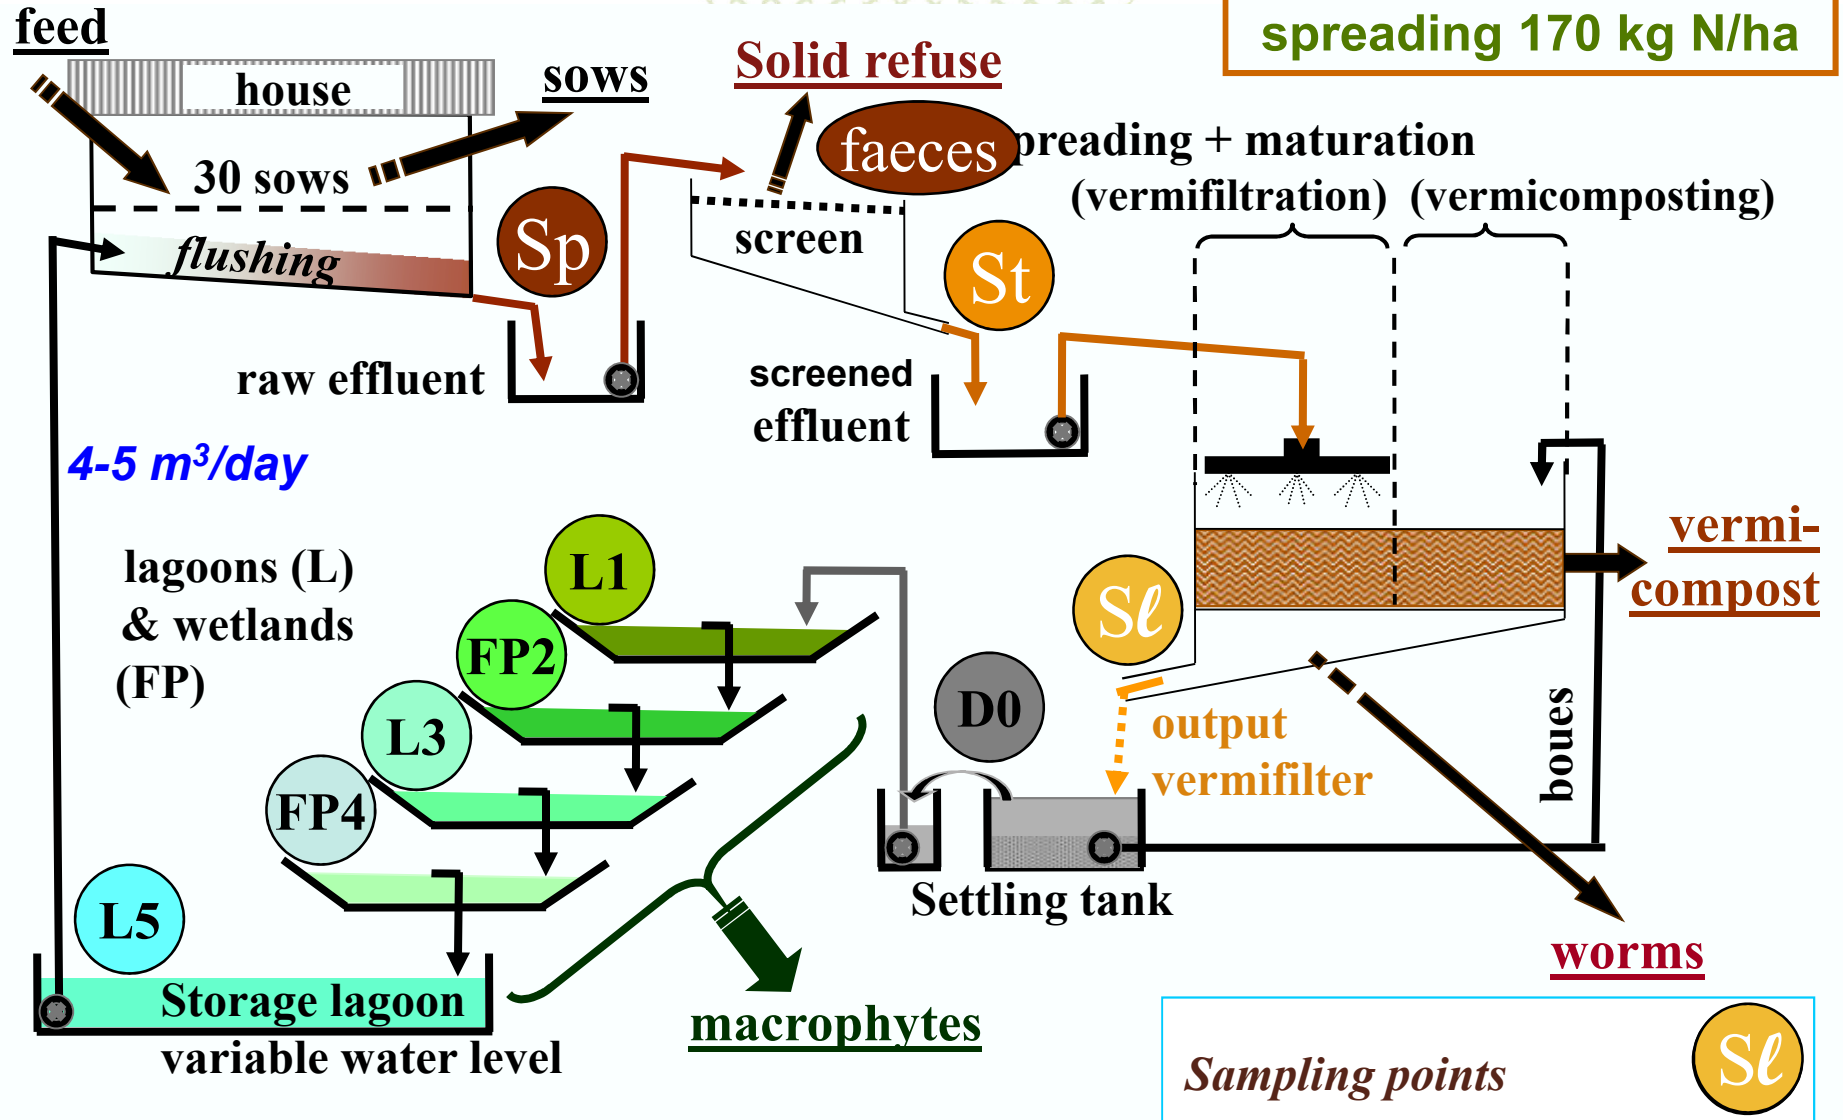 feed
spreading 170 kg N/ha
Solid refuse
sows
house
faeces
preading + maturation
30 sows
(vermifiltration) (vermicomposting)
Sp
flushing
screen
St
raw effluent
screened
effluent
4-5 m³/day
vermi-
compost
lagoons (L)
& wetlands
(FP)
L1
FP2
L3
FP4
L5
Sℓ
D0
output
vermifilter
boues
Settling tank
worms
Storage lagoon
variable water level
macrophytes
Sampling points
Sℓ